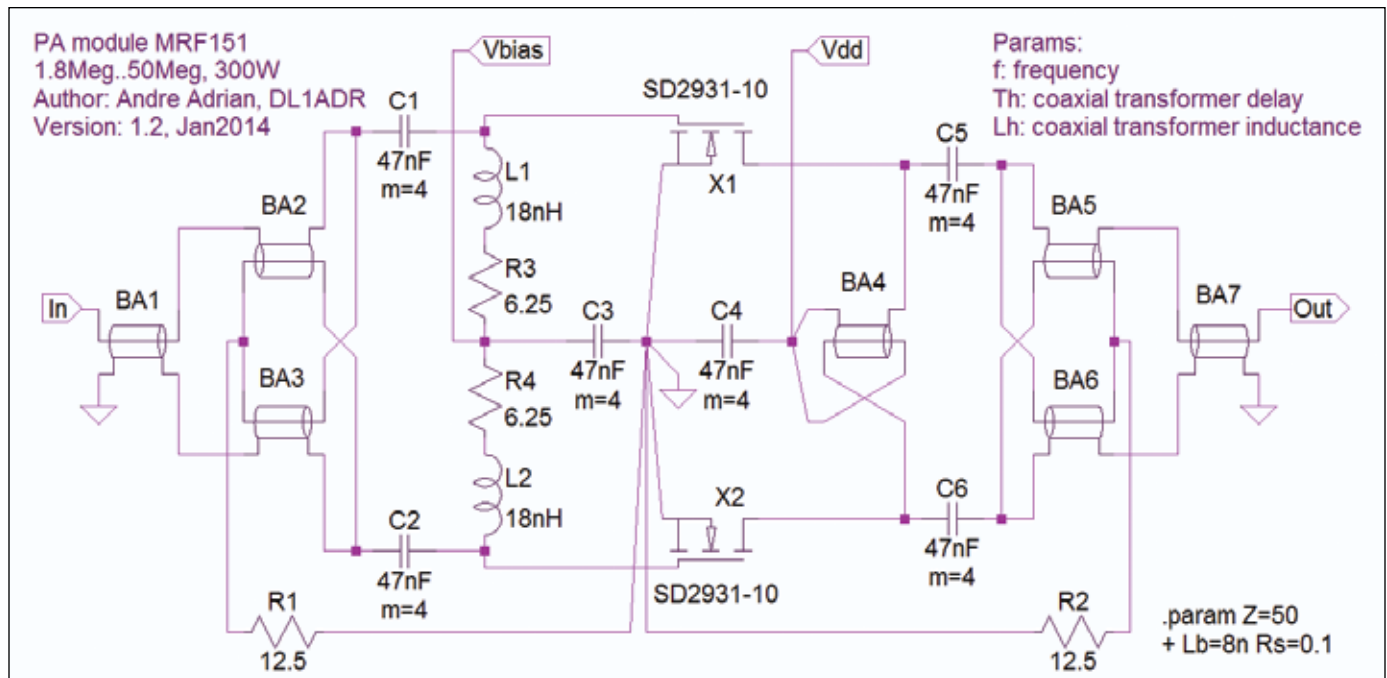 PA module MRF151
1.8Meg..50Meg, 300W
Author: Andre Adrian, DL1ADR
Version: 1.2, Jan2014
Vbias
Vdd
Params:
f: frequency
Th: coaxial transformer delay
Lh: coaxial transformer inductance
SD2931-10
X1
C1
47nF
m=4
L1
18nH
C5
47nF
m=4
BA2
BA5
R3
6.25
In
BA1
C3
47nF
m=4
C4
47nF
m=4
BA4
BA7
Out
BA3
R4
6.25
BA6
L2
18nH
C2
47nF
m=4
X2
SD2931-10
C6
47nF
m=4
R1
12.5
R2
12.5
.param Z=50
+ Lb=8n Rs=0.1